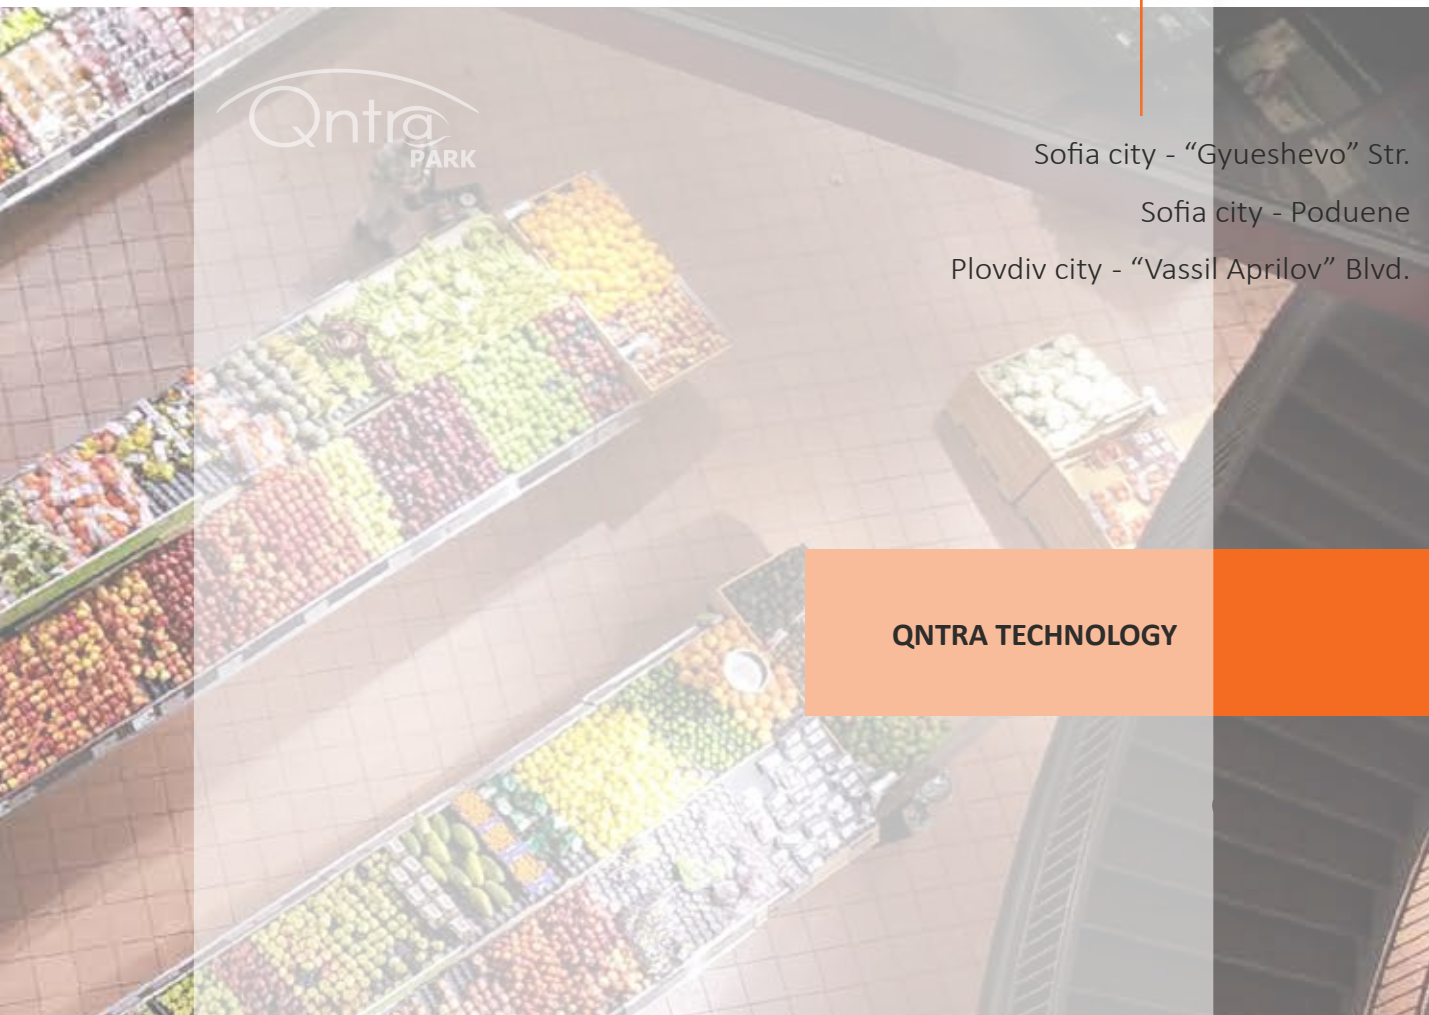 Qntra
PARK
Sofia city - “Gyueshevo” Str.
Sofia city - Poduene
Plovdiv city - “Vassil Aprilov” Blvd.
QNTRA TECHNOLOGY